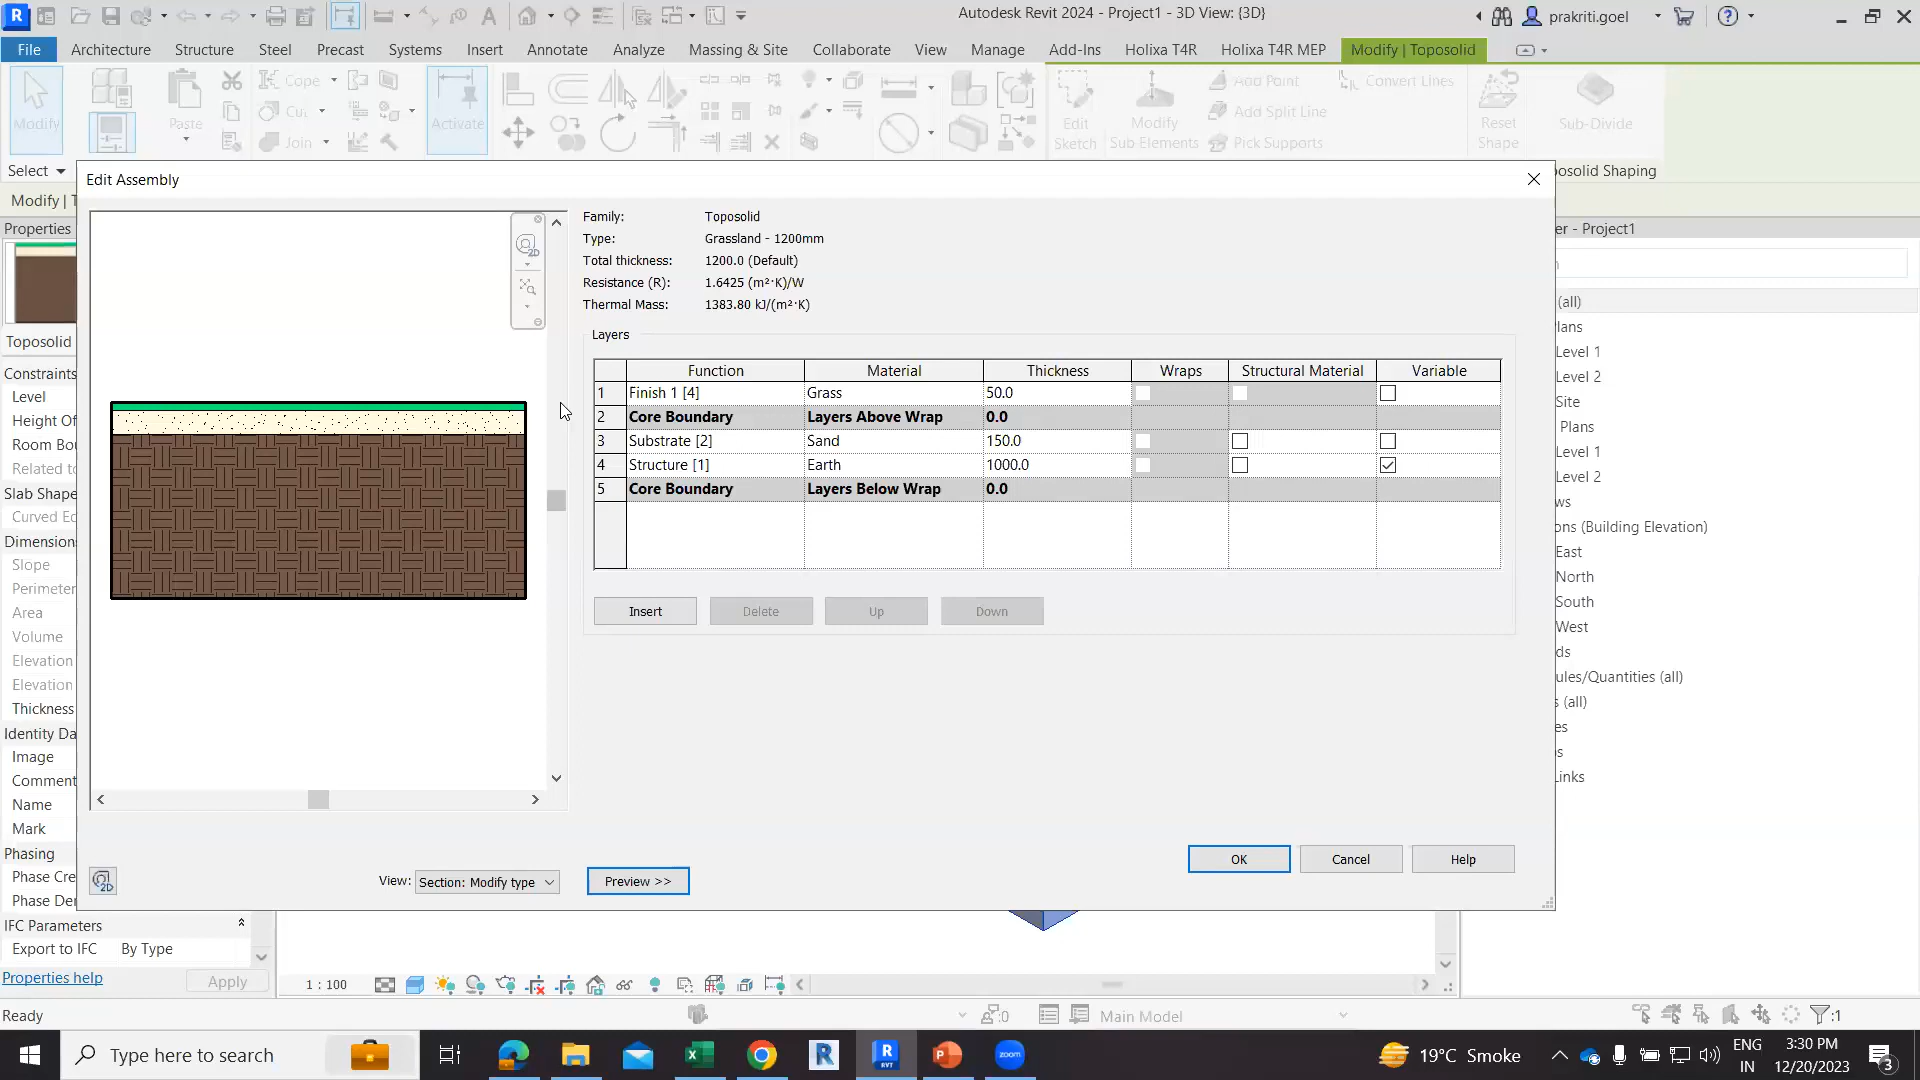 Autodesk Revit 2024 - Project1 - 3D View: {3D}
prakriti.goel
File Architecture Structure Steel Precast Systems Insert Annotate Analyze Massing & Site Collaborate View Manage Add-Ins Holixa T4R Holixa T4R MEP Modify | Toposolid
Modify
Paste
Cope
Cut
Join
Activate
Edit Sketch
Modify Sub Elements
Add Point
Add Split Line
Pick Supports
Convert Lines
Reset Shape
Sub-Divide
Select
osolid Shaping
Modify | T
Edit Assembly
Properties
Toposolid
Constraints
Level
Height Of
Room Bou
Related to
Slab Shape
Curved Ed
Dimensions
Slope
Perimeter
Area
Volume
Elevation
Elevation
Thickness
Identity Da
Image
Comment
Name
Mark
Phasing
Phase Cre
Phase Der
IFC Parameters
Export to IFC By Type
Properties help
Apply
Family: Toposolid
Type: Grassland - 1200mm
Total thickness: 1200.0 (Default)
Resistance (R): 1.6425 (m²·K)/W
Thermal Mass: 1383.80 kJ/(m²·K)
Layers
Function Material Thickness Wraps Structural Material Variable
1 Finish 1 [4] Grass 50.0
2 Core Boundary Layers Above Wrap 0.0
3 Substrate [2] Sand 150.0
4 Structure [1] Earth 1000.0
5 Core Boundary Layers Below Wrap 0.0
Insert Delete Up Down
OK Cancel Help
View: Section: Modify type Preview >>
er - Project1
(all)
lans
Level 1
Level 2
Site
Plans
Level 1
Level 2
ws
ons (Building Elevation)
East
North
South
West
ds
ules/Quantities (all)
s (all)
es
s
Links
1 : 100
Ready
:0
Main Model
:1
Type here to search
RVT
zoom
19°C Smoke
ENG
IN
3:30 PM
12/20/2023
3